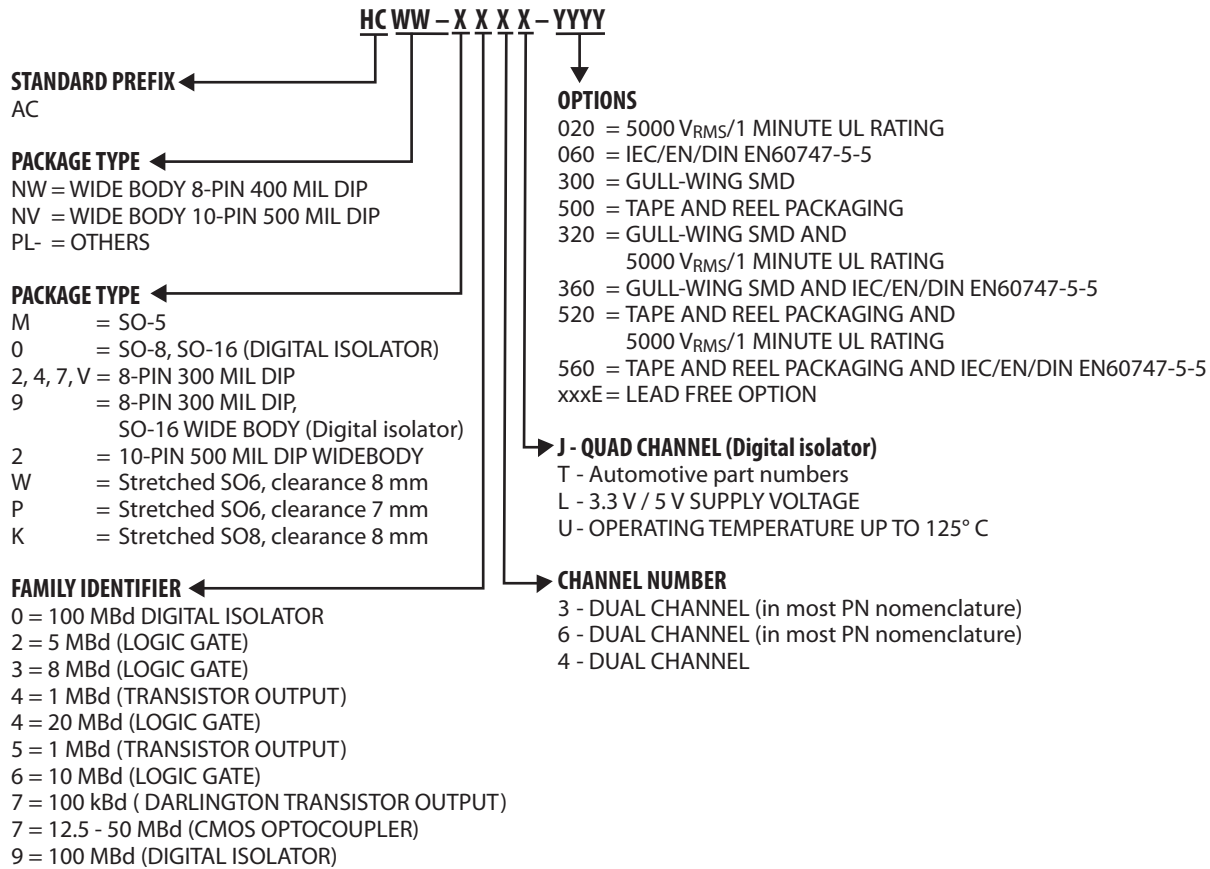 HC WW – X X X X – YYYY
STANDARD PREFIX
AC
PACKAGE TYPE
NW = WIDE BODY 8-PIN 400 MIL DIP
NV = WIDE BODY 10-PIN 500 MIL DIP
PL- = OTHERS
PACKAGE TYPE
M = SO-5
0 = SO-8, SO-16 (DIGITAL ISOLATOR)
2, 4, 7, V = 8-PIN 300 MIL DIP
9 = 8-PIN 300 MIL DIP,
SO-16 WIDE BODY (Digital isolator)
2 = 10-PIN 500 MIL DIP WIDEBODY
W = Stretched SO6, clearance 8 mm
P = Stretched SO6, clearance 7 mm
K = Stretched SO8, clearance 8 mm
FAMILY IDENTIFIER
0 = 100 MBd DIGITAL ISOLATOR
2 = 5 MBd (LOGIC GATE)
3 = 8 MBd (LOGIC GATE)
4 = 1 MBd (TRANSISTOR OUTPUT)
4 = 20 MBd (LOGIC GATE)
5 = 1 MBd (TRANSISTOR OUTPUT)
6 = 10 MBd (LOGIC GATE)
7 = 100 kBd ( DARLINGTON TRANSISTOR OUTPUT)
7 = 12.5 - 50 MBd (CMOS OPTOCOUPLER)
9 = 100 MBd (DIGITAL ISOLATOR)
OPTIONS
020 = 5000 VRMS/1 MINUTE UL RATING
060 = IEC/EN/DIN EN60747-5-5
300 = GULL-WING SMD
500 = TAPE AND REEL PACKAGING
320 = GULL-WING SMD AND
5000 VRMS/1 MINUTE UL RATING
360 = GULL-WING SMD AND IEC/EN/DIN EN60747-5-5
520 = TAPE AND REEL PACKAGING AND
5000 VRMS/1 MINUTE UL RATING
560 = TAPE AND REEL PACKAGING AND IEC/EN/DIN EN60747-5-5
xxxE = LEAD FREE OPTION
J - QUAD CHANNEL (Digital isolator)
T - Automotive part numbers
L - 3.3 V / 5 V SUPPLY VOLTAGE
U - OPERATING TEMPERATURE UP TO 125° C
CHANNEL NUMBER
3 - DUAL CHANNEL (in most PN nomenclature)
6 - DUAL CHANNEL (in most PN nomenclature)
4 - DUAL CHANNEL